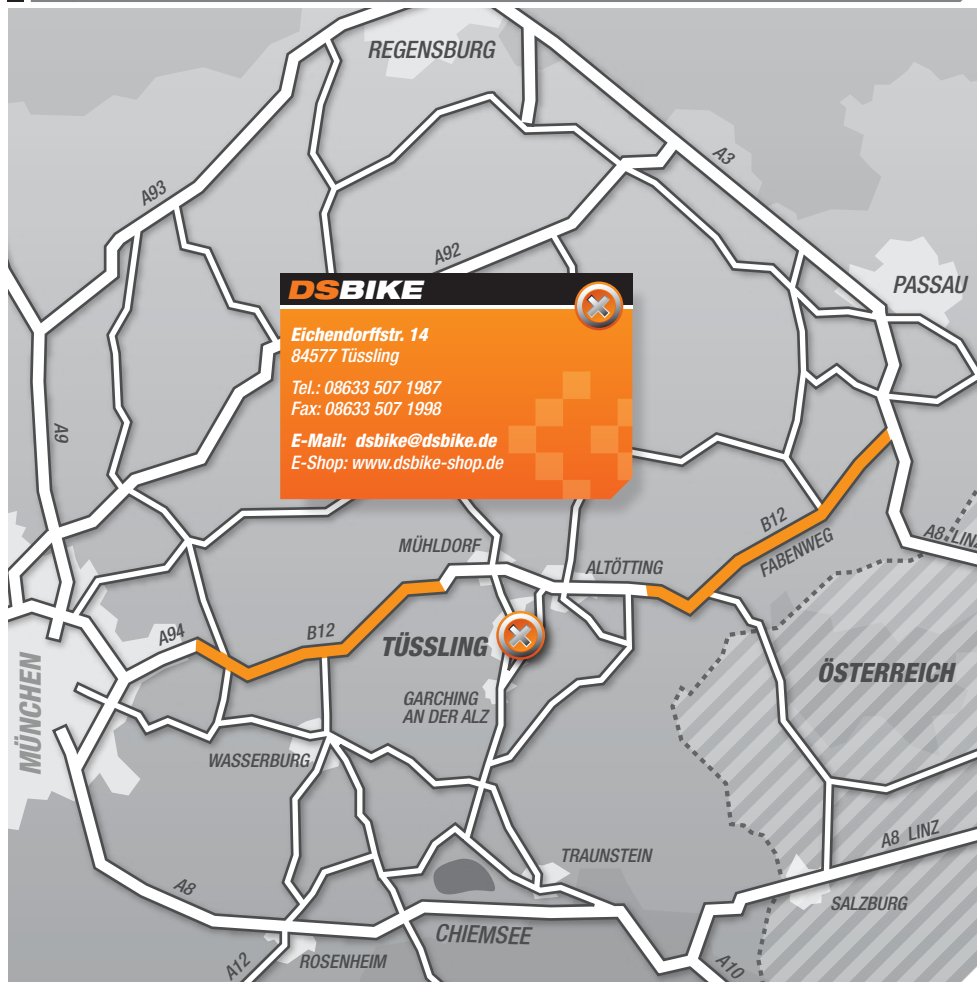 REGENSBURG
A3
A93
A92
PASSAU
DSBIKE
Eichendorffstr. 14
84577 Tüssling
Tel.: 08633 507 1987
Fax: 08633 507 1998
E-Mail: dsbike@dsbike.de
E-Shop: www.dsbike-shop.de
A9
B12
FABENWEG
A8 LINZ
MÜHLDORF
ALTÖTTING
A94
B12
TÜSSLING
ÖSTERREICH
MÜNCHEN
GARCHING
AN DER ALZ
WASSERBURG
A8 LINZ
TRAUNSTEIN
A8
SALZBURG
CHIEMSEE
A12
ROSENHEIM
A10